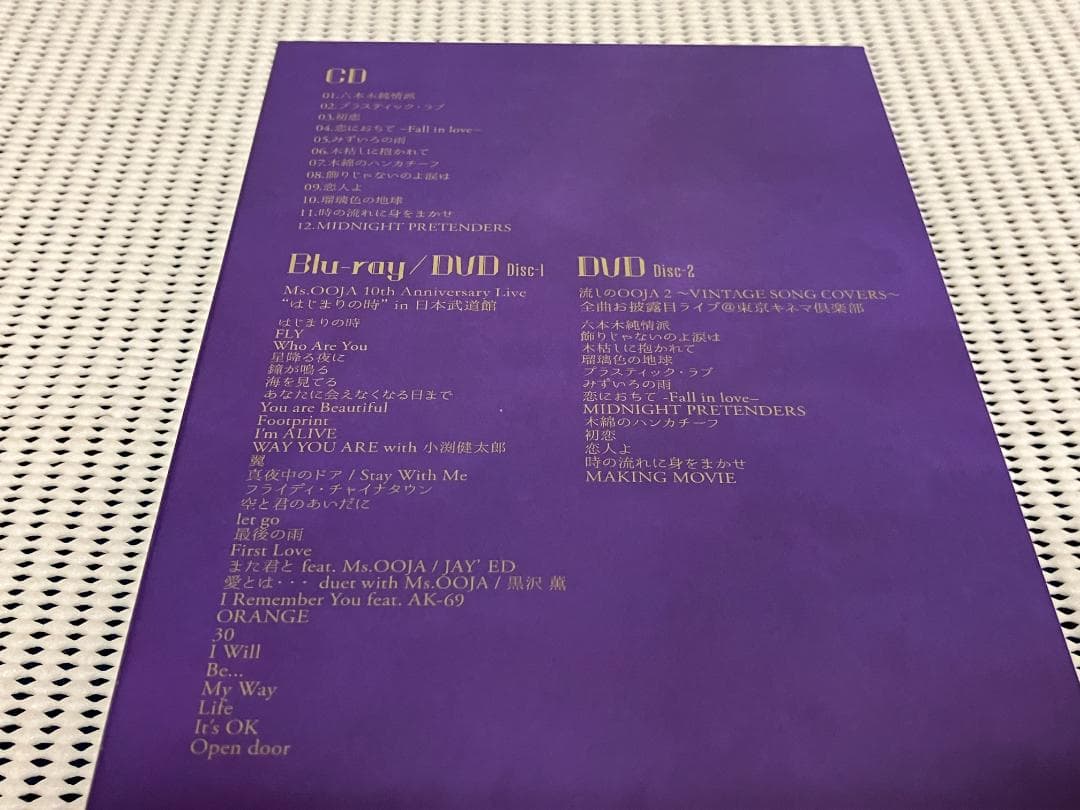 CD
01.六本木純情派
02.プラスティック・ラブ
03.初恋
04.恋におちて –Fall in love–
05.みずいろの雨
06.木枯しに抱かれて
07.木綿のハンカチーフ
08.飾りじゃないのよ涙は
09.恋人よ
10.瑠璃色の地球
11.時の流れに身をまかせ
12.MIDNIGHT PRETENDERS
Blu-ray / DVD Disc-1
Ms.OOJA 10th Anniversary Live
“はじまりの時” in 日本武道館
はじまりの時
FLY
Who Are You
星降る夜に
鐘が鳴る
海を見てる
あなたに会えなくなる日まで
You are Beautiful
Footprint
I'm ALIVE
WAY YOU ARE with 小渕健太郎
翼
真夜中のドア / Stay With Me
フライディ・チャイナタウン
空と君のあいだに
let go
最後の雨
First Love
また君と feat. Ms.OOJA / JAY' ED
愛とは・・・ duet with Ms.OOJA / 黒沢 薫
I Remember You feat. AK-69
ORANGE
30
I Will
Be...
My Way
Life
It's OK
Open door
DVD Disc-2
流しのOOJA 2 〜VINTAGE SONG COVERS〜
全曲お披露目ライブ@東京キネマ倶楽部
六本木純情派
飾りじゃないのよ涙は
木枯しに抱かれて
瑠璃色の地球
プラスティック・ラブ
みずいろの雨
恋におちて -Fall in love–
MIDNIGHT PRETENDERS
木綿のハンカチーフ
初恋
恋人よ
時の流れに身をまかせ
MAKING MOVIE